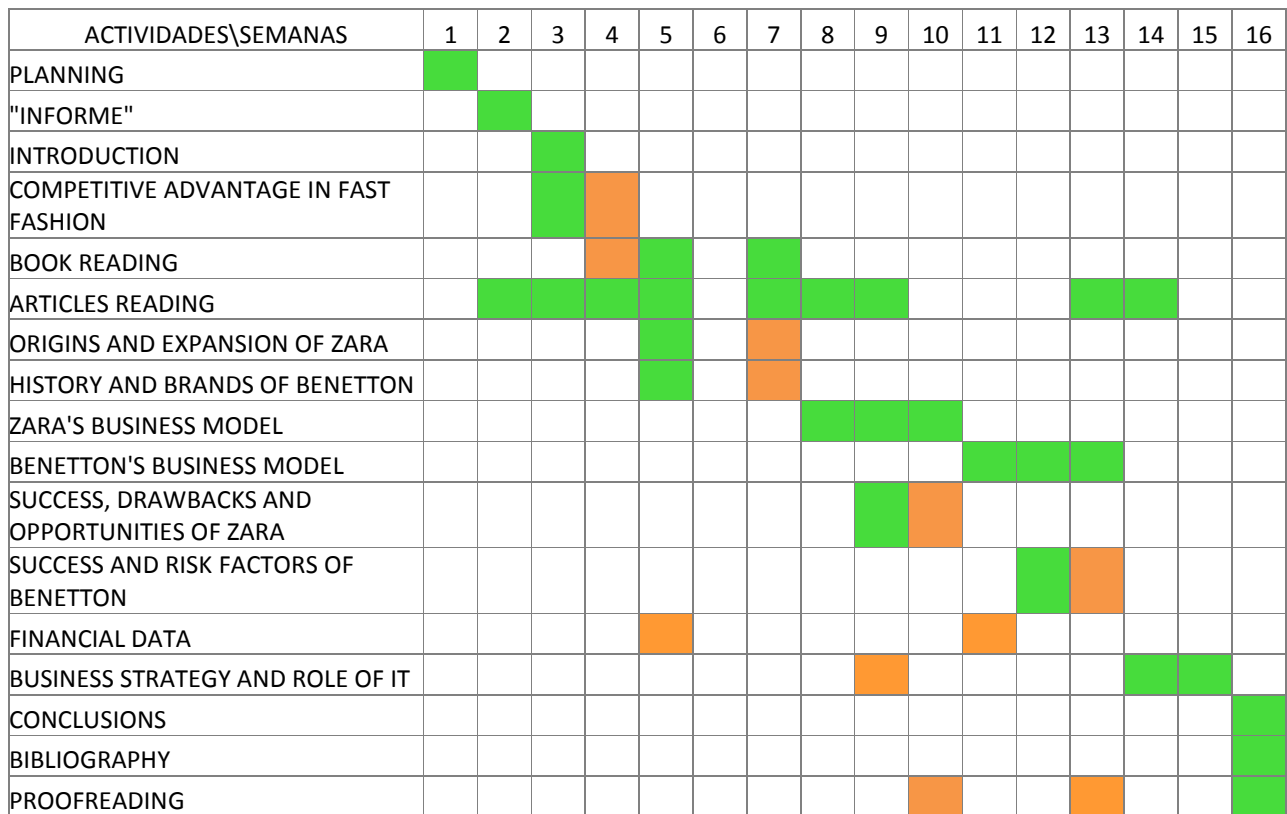 ACTIVIDADES\SEMANAS 1 2 3 4 5 6 7 8 9 10 11 12 13 14 15 16
PLANNING
"INFORME"
INTRODUCTION
COMPETITIVE ADVANTAGE IN FAST
FASHION
BOOK READING
ARTICLES READING
ORIGINS AND EXPANSION OF ZARA
HISTORY AND BRANDS OF BENETTON
ZARA'S BUSINESS MODEL
BENETTON'S BUSINESS MODEL
SUCCESS, DRAWBACKS AND
OPPORTUNITIES OF ZARA
SUCCESS AND RISK FACTORS OF
BENETTON
FINANCIAL DATA
BUSINESS STRATEGY AND ROLE OF IT
CONCLUSIONS
BIBLIOGRAPHY
PROOFREADING